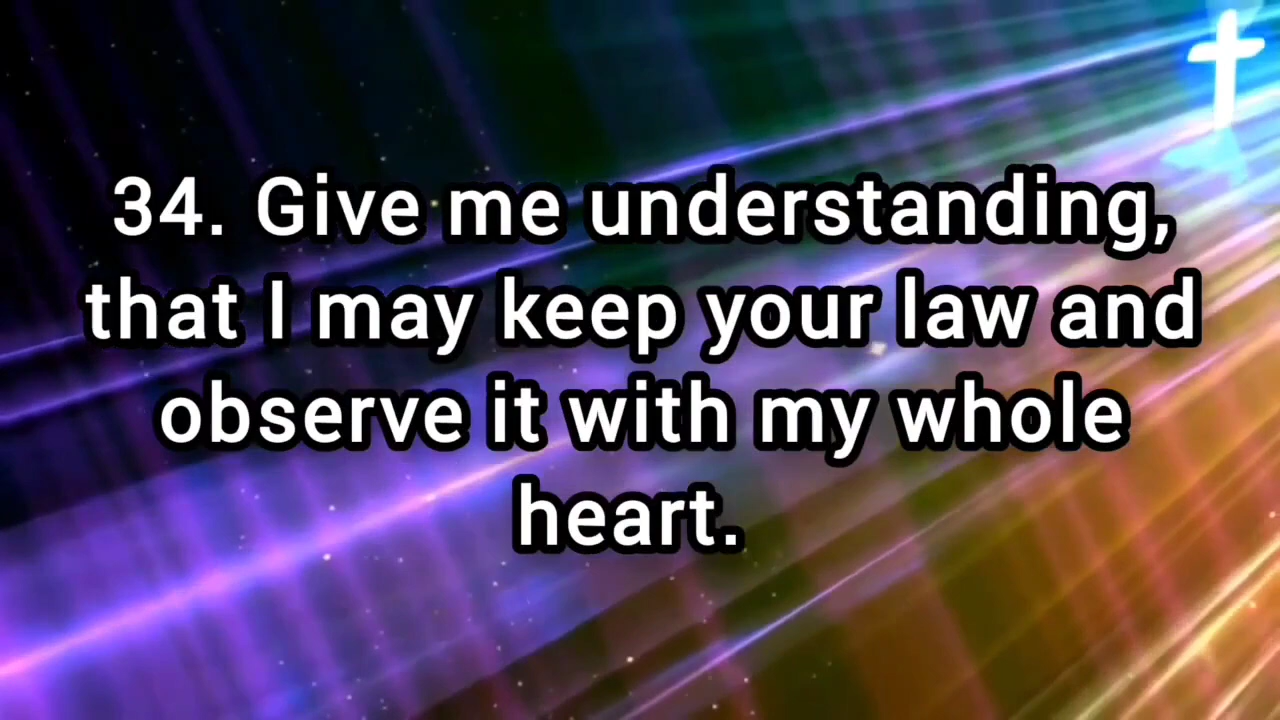 34. Give me understanding,
that I may keep your law and
observe it with my whole
heart.